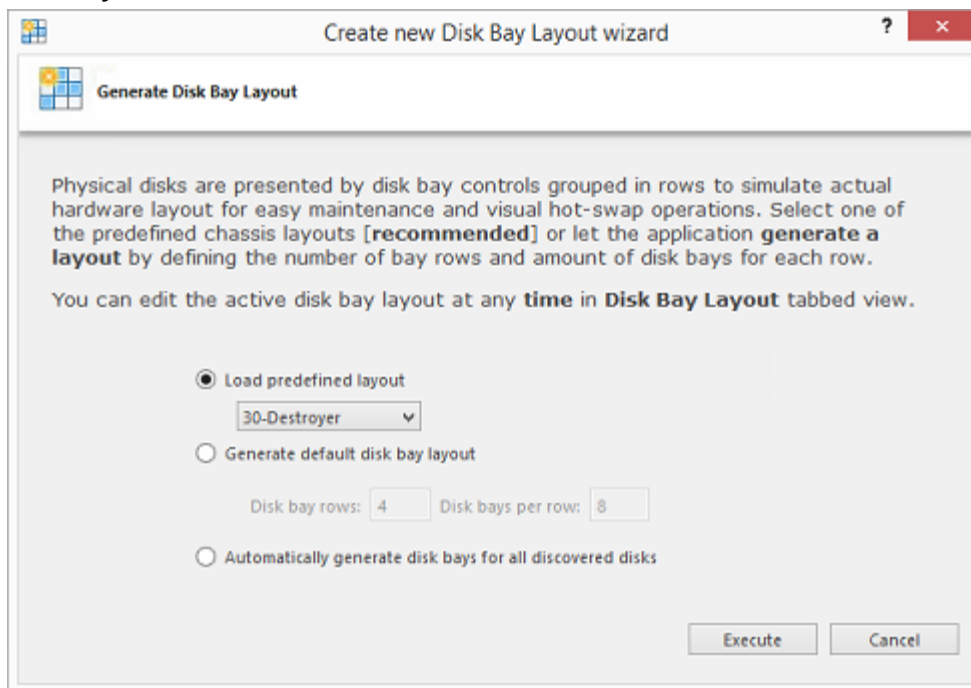 Create new Disk Bay Layout wizard ? ×
Generate Disk Bay Layout
Physical disks are presented by disk bay controls grouped in rows to simulate actual
hardware layout for easy maintenance and visual hot-swap operations. Select one of
the predefined chassis layouts [recommended] or let the application generate a
layout by defining the number of bay rows and amount of disk bays for each row.
You can edit the active disk bay layout at any time in Disk Bay Layout tabbed view.
Load predefined layout
30-Destroyer
Generate default disk bay layout
Disk bay rows: 4 Disk bays per row: 8
Automatically generate disk bays for all discovered disks
Execute Cancel